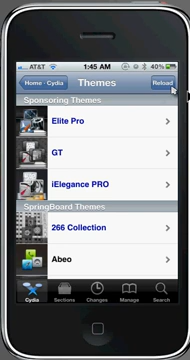 AT&T 1:45 AM 40%
Home · Cydia Themes Reload
Sponsoring Themes
Elite Pro
GT
iElegance PRO
SpringBoard Themes
266 Collection
Abeo
Cydia Sections Changes Manage Search